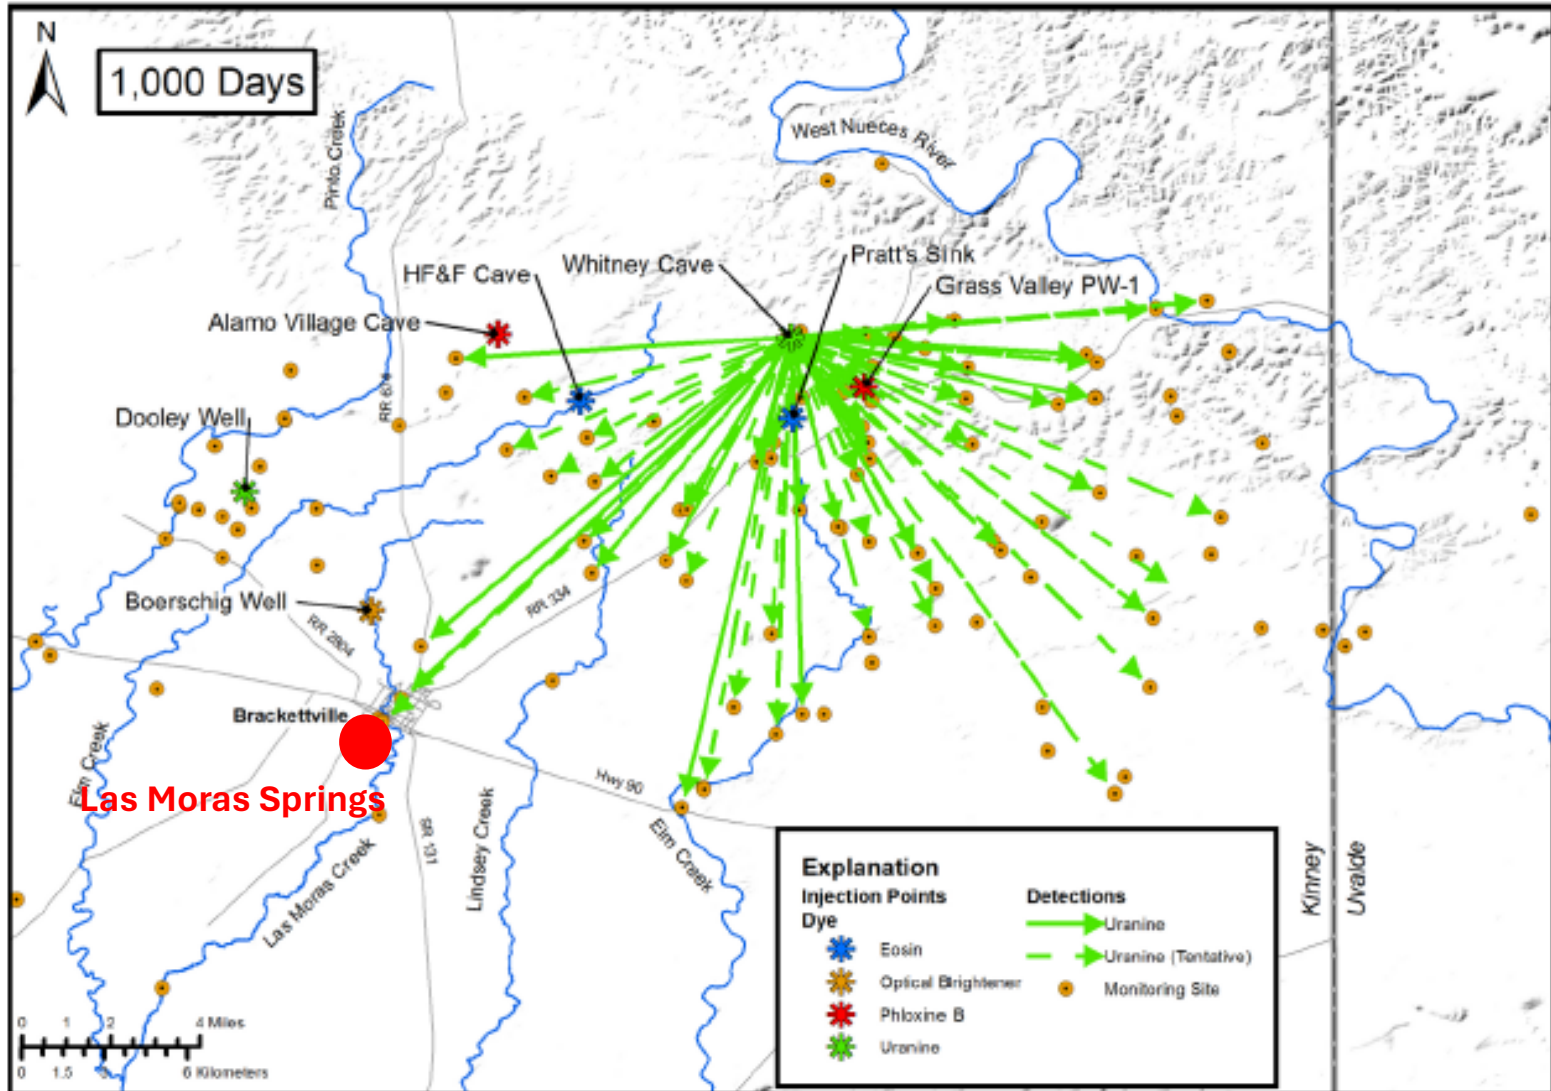 N
1,000 Days
Pinto Creek
West Nueces River
HF&F Cave
Whitney Cave
Pratt's Sink
Grass Valley PW-1
Alamo Village Cave
RR 674
Dooley Well
Boerschig Well
RR 334
RR 2804
Brackettville
Las Moras Springs
Elm Creek
Hwy 90
SR 131
Lindsey Creek
Elm Creek
Las Moras Creek
Kinney
Uvalde
Explanation
Injection Points
Dye
Eosin
Optical Brightener
Phloxine B
Uranine
Detections
Uranine
Uranine (Tentative)
Monitoring Site
0 1 2 4 Miles
0 1.5 3 6 Kilometers